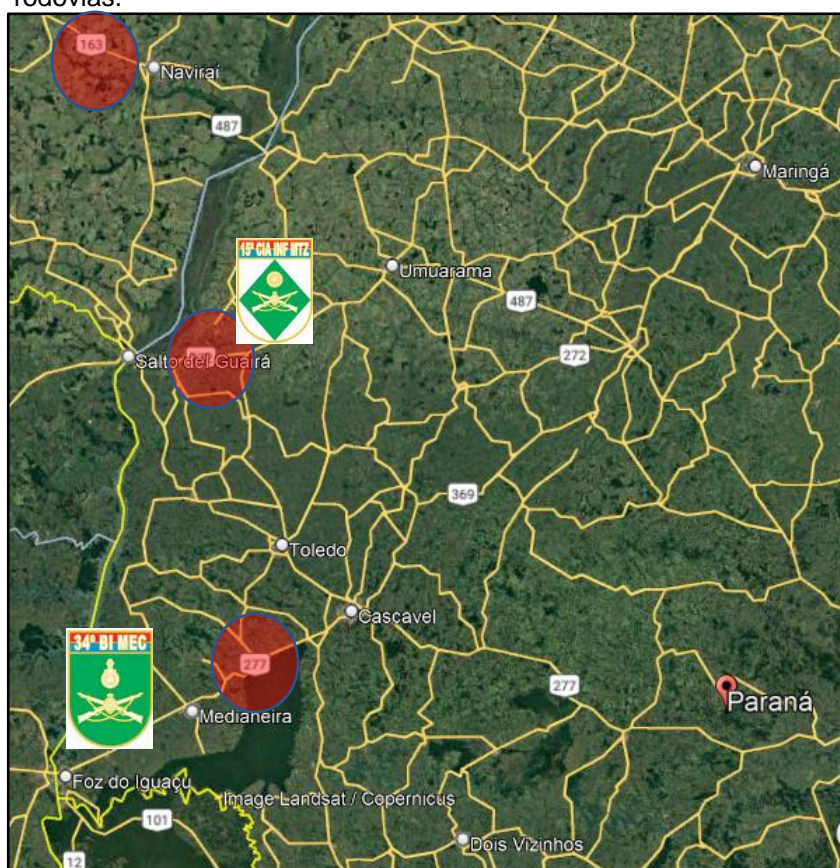 rodovias.
163
Naviraí
487
Maringá
15ª CIA INF MTZ
Umuarama
487
Salto del Guairá
272
369
Toledo
Cascavel
34º BI MEC
277
277
Paraná
Medianeira
Foz do Iguaçu
Image Landsat / Copernicus
101
Dois Vizinhos
12